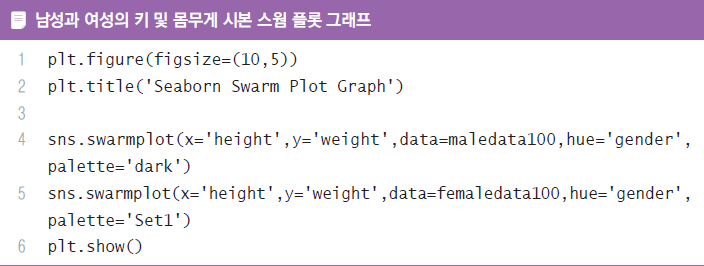 남성과 여성의 키 및 몸무게 시본 스웜 플롯 그래프
1 plt.figure(figsize=(10,5))
2 plt.title('Seaborn Swarm Plot Graph')
3
4 sns.swarmplot(x='height',y='weight',data=maledata100,hue='gender',
palette='dark')
5 sns.swarmplot(x='height',y='weight',data=femaledata100,hue='gender',
palette='Set1')
6 plt.show()